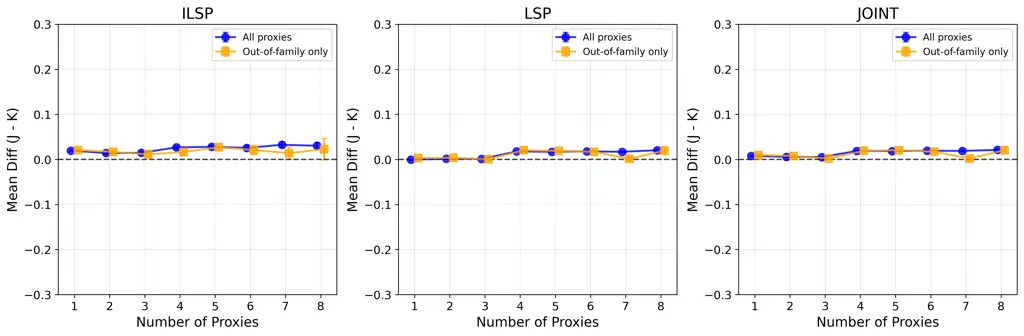 ILSP
0.3
0.2
0.1
0.0
−0.1
−0.2
−0.3
Mean Diff (J - K)
All proxies
Out-of-family only
1 2 3 4 5 6 7 8
Number of Proxies
LSP
0.3
0.2
0.1
0.0
−0.1
−0.2
−0.3
Mean Diff (J - K)
All proxies
Out-of-family only
1 2 3 4 5 6 7 8
Number of Proxies
JOINT
0.3
0.2
0.1
0.0
−0.1
−0.2
−0.3
Mean Diff (J - K)
All proxies
Out-of-family only
1 2 3 4 5 6 7 8
Number of Proxies